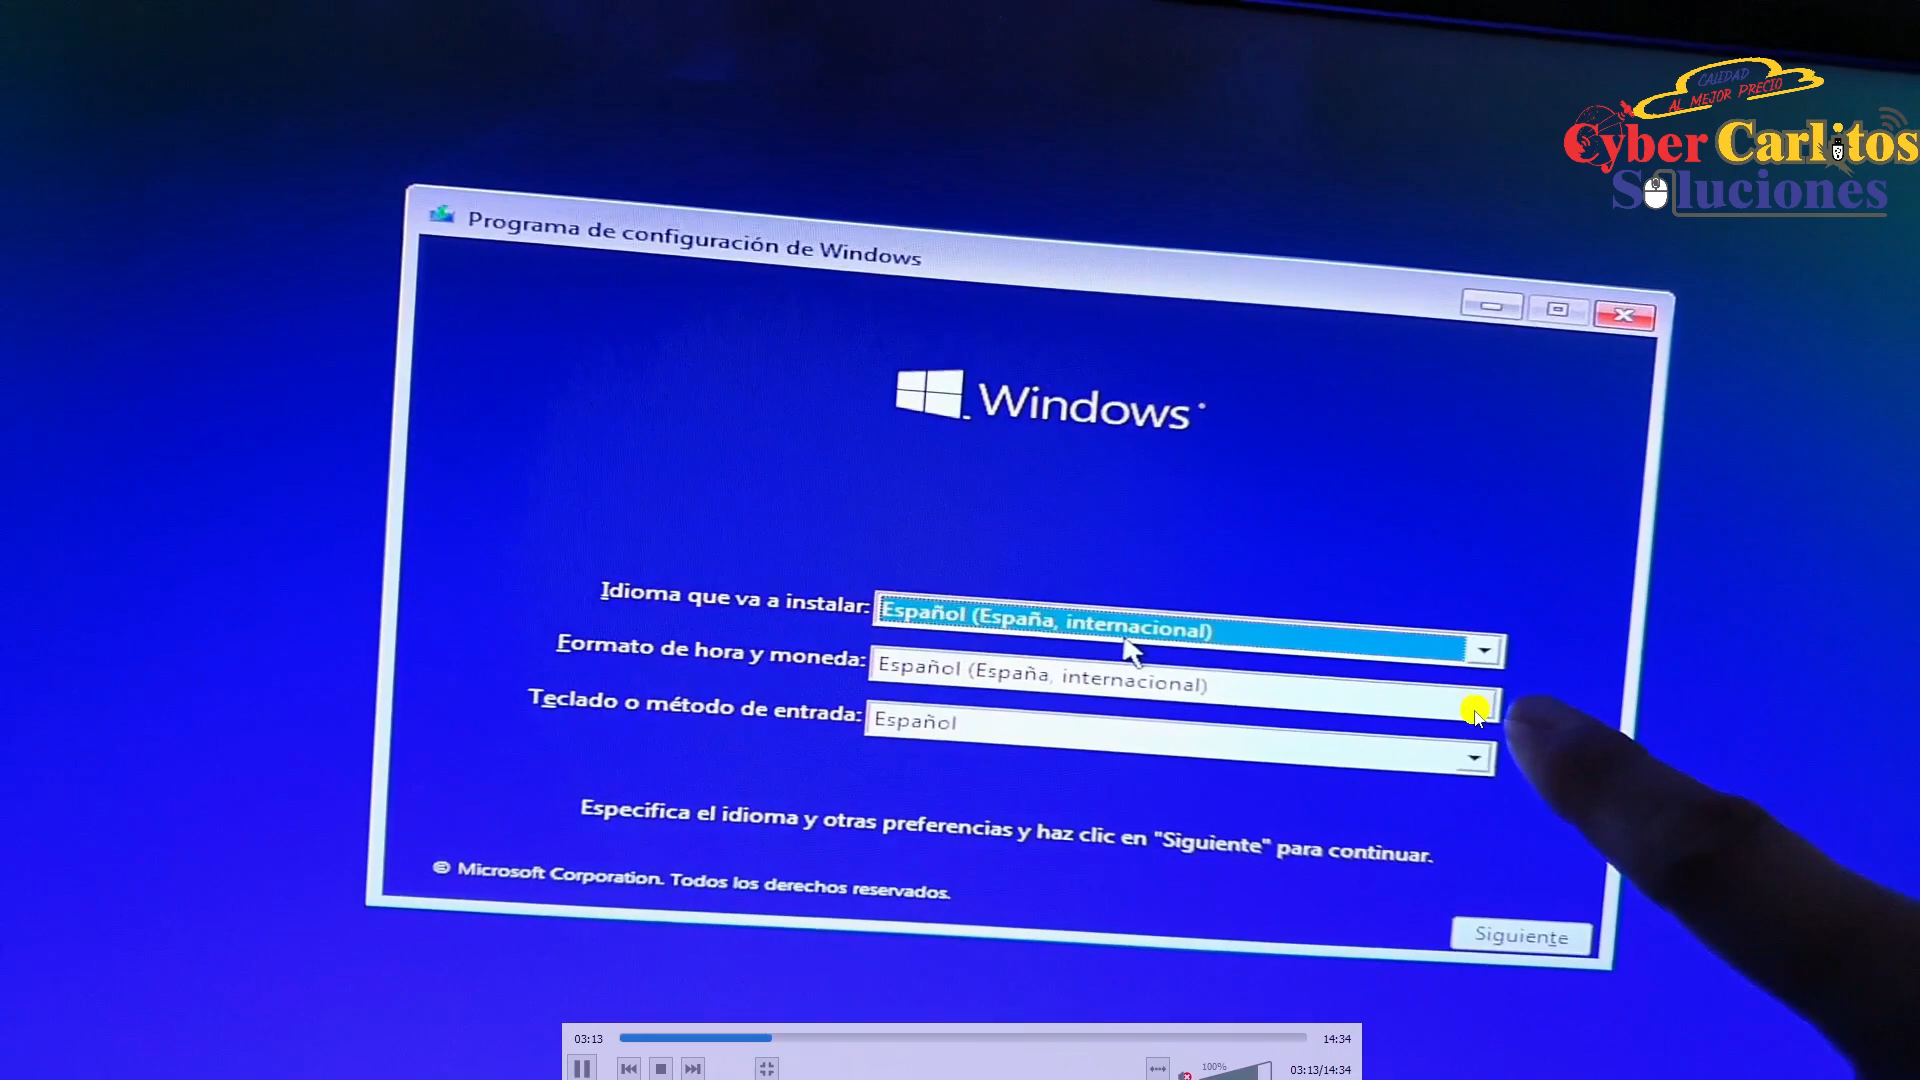 CALIDAD
AL MEJOR PRECIO
Cyber Carlitos
Soluciones
Programa de configuración de Windows
Windows
Idioma que va a instalar: Español (España, internacional)
Formato de hora y moneda: Español (España, internacional)
Teclado o método de entrada: Español
Especifica el idioma y otras preferencias y haz clic en "Siguiente" para continuar.
© Microsoft Corporation. Todos los derechos reservados.
Siguiente
03:13
14:34
100%
03:13/14:34